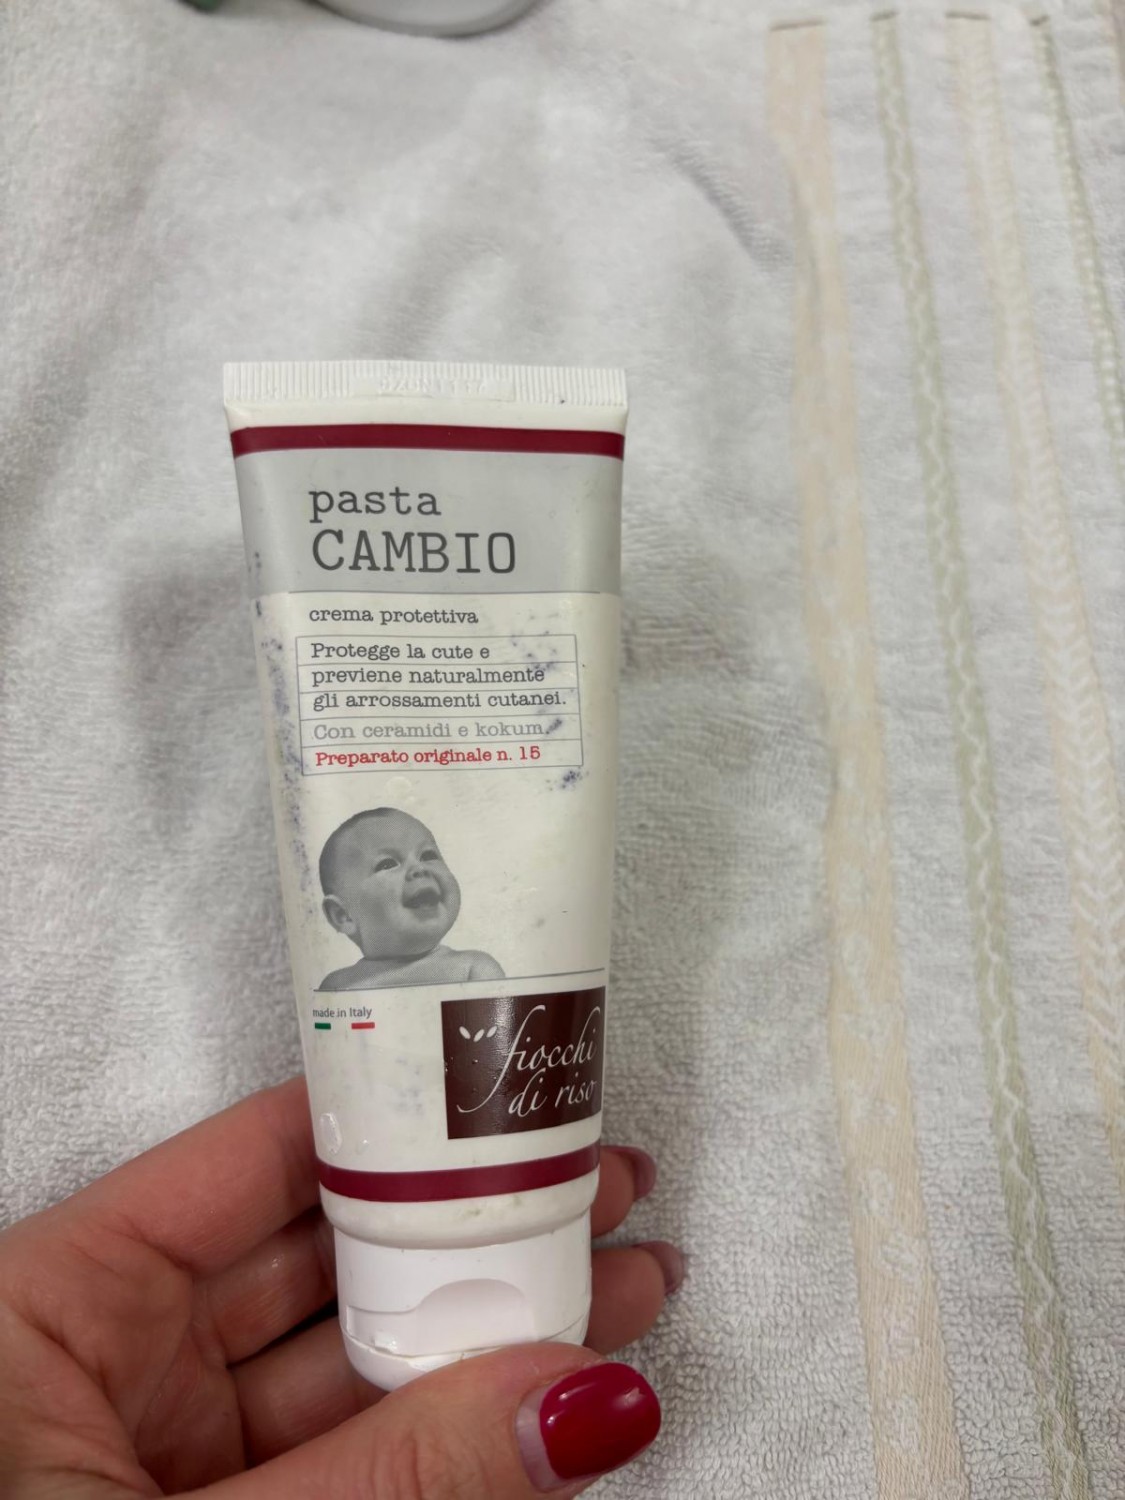 pasta
CAMBIO
crema protettiva
Protegge la cute e
previene naturalmente
gli arrossamenti cutanei.
Con ceramidi e kokum.
Preparato originale n. 15
made in Italy
fiocchi
di riso